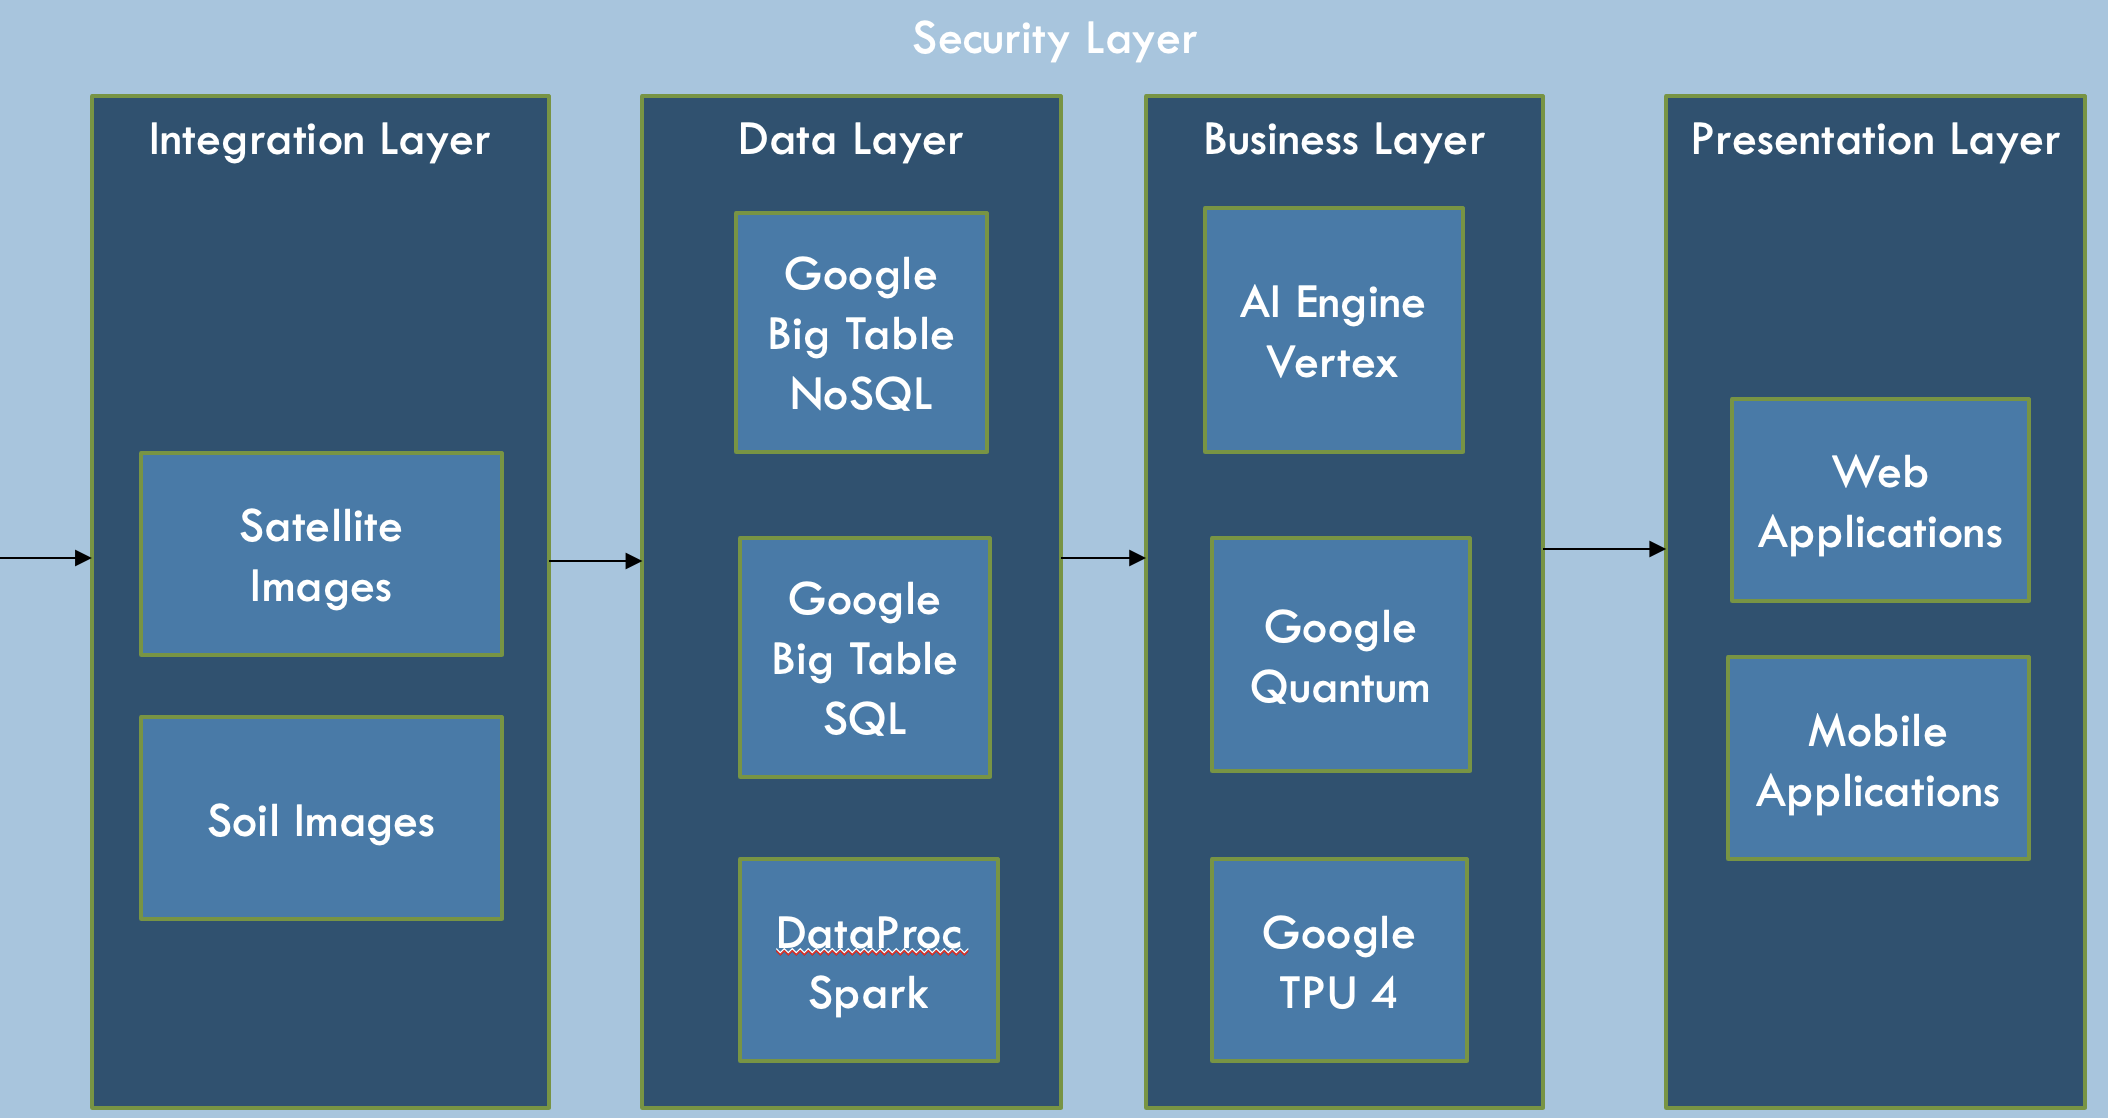 Security Layer
Integration Layer
Satellite
Images
Soil Images
Data Layer
Google
Big Table
NoSQL
Google
Big Table
SQL
DataProc
Spark
Business Layer
AI Engine
Vertex
Google
Quantum
Google
TPU 4
Presentation Layer
Web
Applications
Mobile
Applications